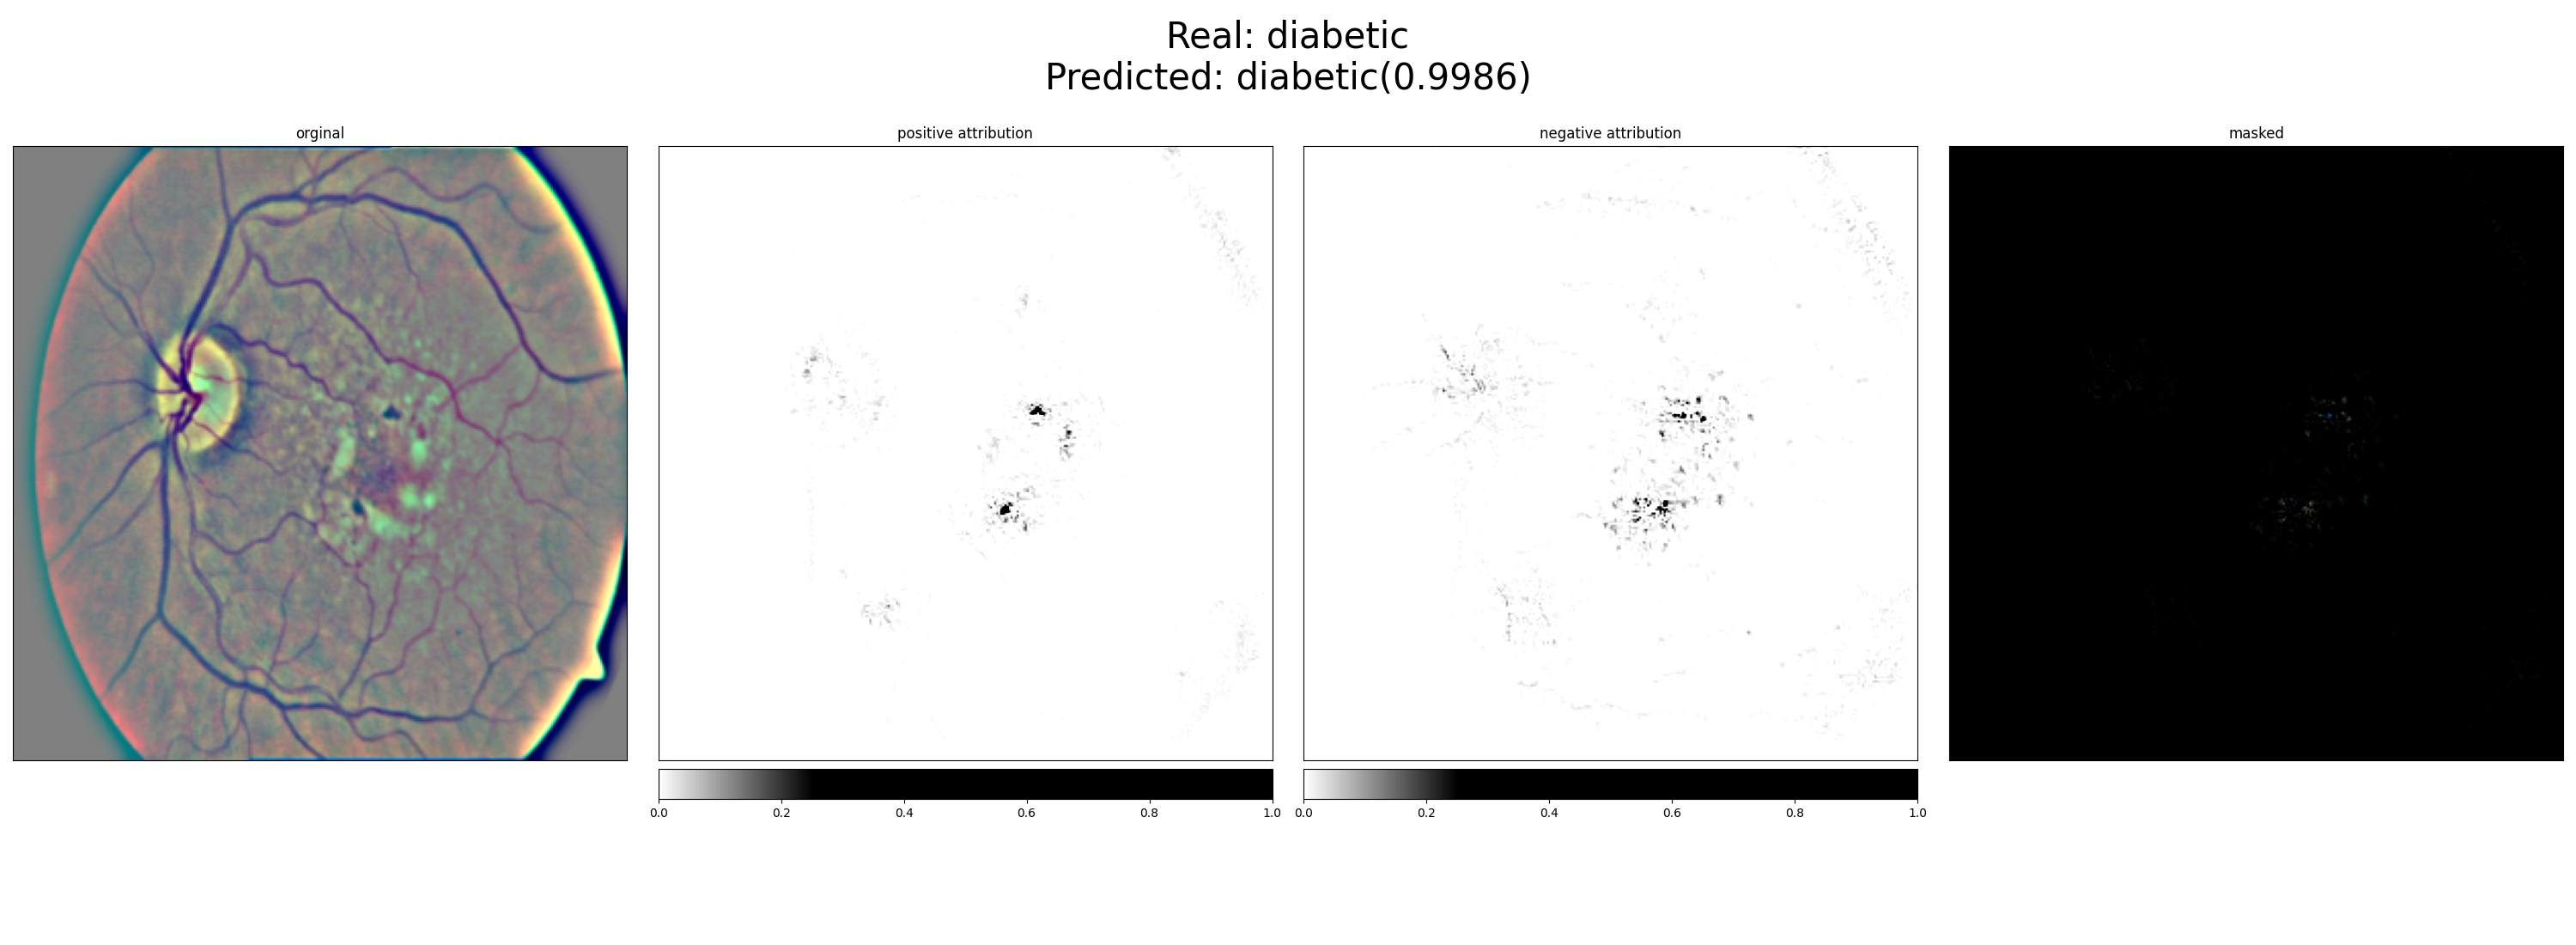 Real: diabetic
Predicted: diabetic(0.9986)
orginal
positive attribution
negative attribution
masked
0.0 0.2 0.4 0.6 0.8 1.0
0.0 0.2 0.4 0.6 0.8 1.0